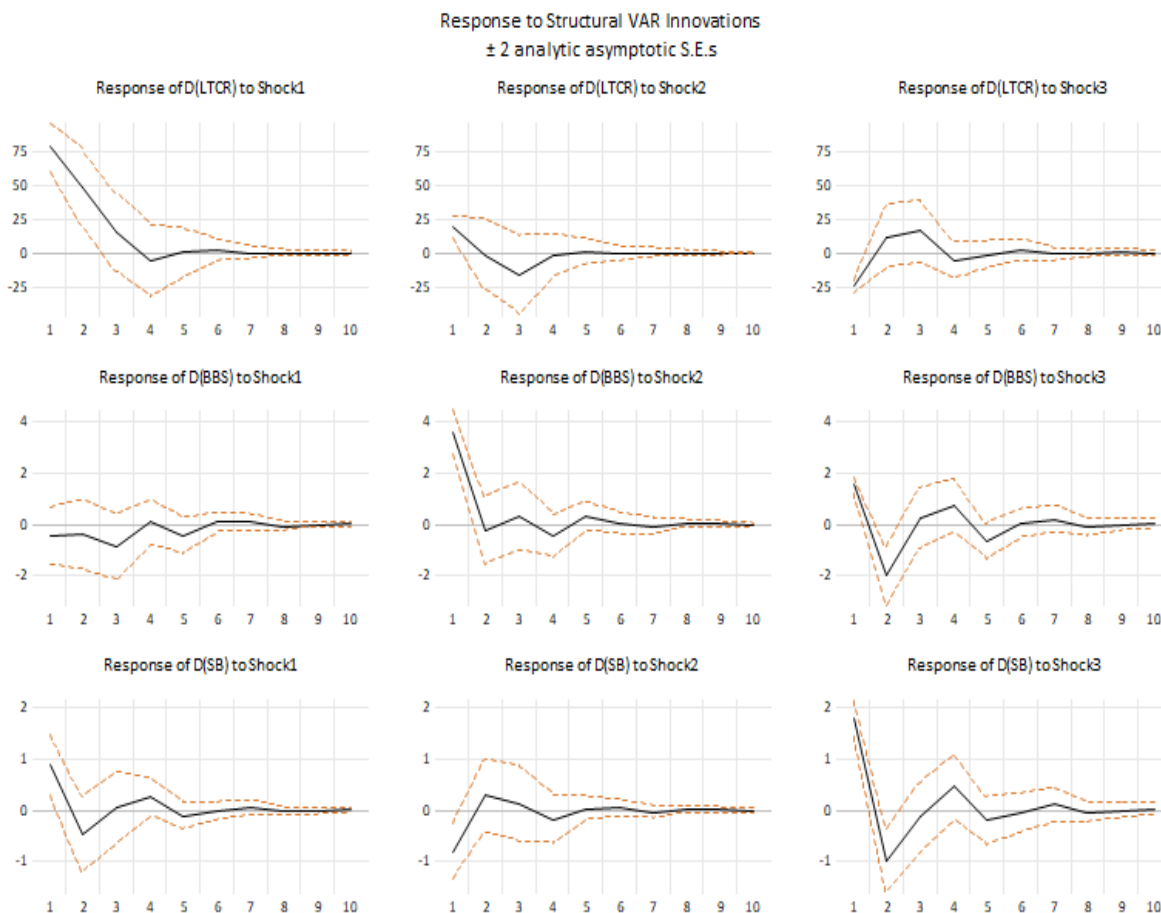 Response to Structural VAR Innovations
± 2 analytic asymptotic S.E.s
Response of D(LTCR) to Shock1
Response of D(LTCR) to Shock2
Response of D(LTCR) to Shock3
75
50
25
0
-25
1 2 3 4 5 6 7 8 9 10
75
50
25
0
-25
1 2 3 4 5 6 7 8 9 10
75
50
25
0
-25
1 2 3 4 5 6 7 8 9 10
Response of D(BBS) to Shock1
Response of D(BBS) to Shock2
Response of D(BBS) to Shock3
4
2
0
-2
1 2 3 4 5 6 7 8 9 10
4
2
0
-2
1 2 3 4 5 6 7 8 9 10
4
2
0
-2
1 2 3 4 5 6 7 8 9 10
Response of D(SB) to Shock1
Response of D(SB) to Shock2
Response of D(SB) to Shock3
2
1
0
-1
1 2 3 4 5 6 7 8 9 10
2
1
0
-1
1 2 3 4 5 6 7 8 9 10
2
1
0
-1
1 2 3 4 5 6 7 8 9 10